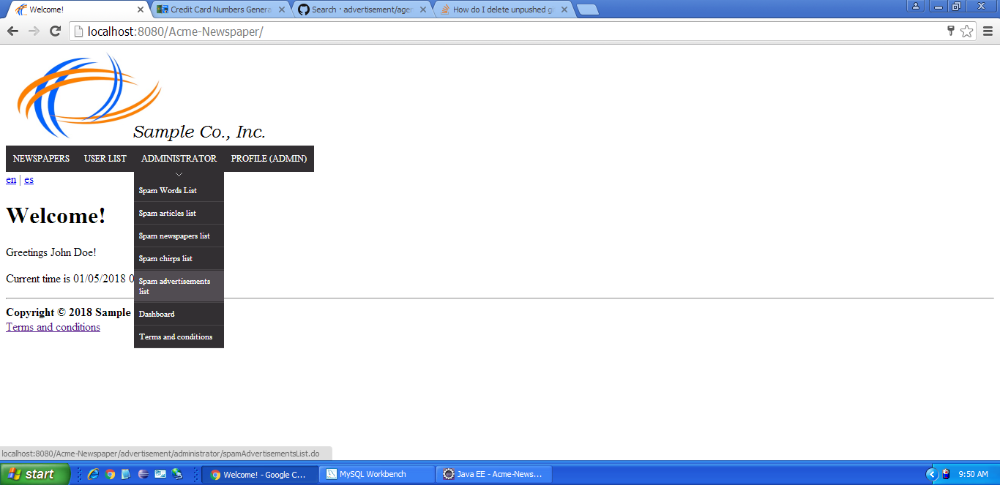 Welcome!
Credit Card Numbers Genera
Search · advertisement/agen
How do I delete unpushed gi
localhost:8080/Acme-Newspaper/
Sample Co., Inc.
NEWSPAPERS USER LIST ADMINISTRATOR PROFILE (ADMIN)
en | es
Spam Words List
Spam articles list
Spam newspapers list
Spam chirps list
Spam advertisements
list
Dashboard
Terms and conditions
Welcome!
Greetings John Doe!
Current time is 01/05/2018 0
Copyright © 2018 Sample
Terms and conditions
localhost:8080/Acme-Newspaper/advertisement/administrator/spamAdvertisementsList.do
start
Welcome! - Google C...
MySQL Workbench
Java EE - Acme-News...
9:50 AM